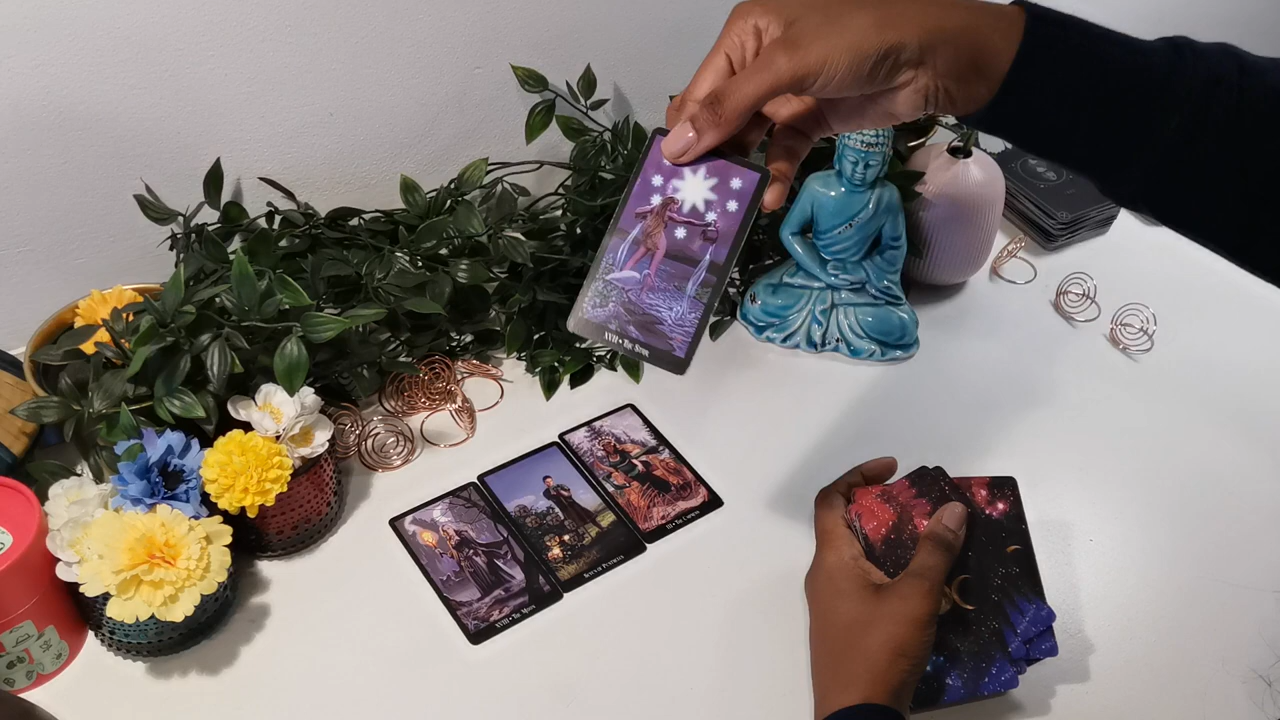 XVII • The Star
XVIII • The Moon
Seven of Pentacles
III • The Empress